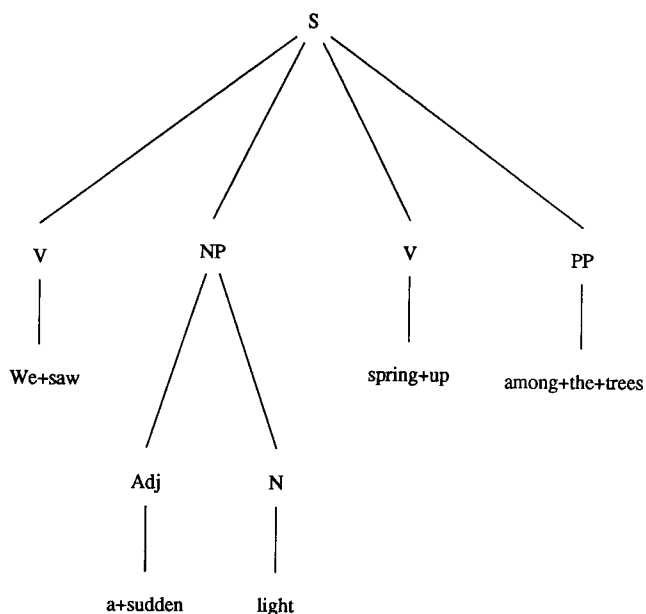 S
V NP V PP
We+saw spring+up among+the+trees
Adj N
a+sudden light